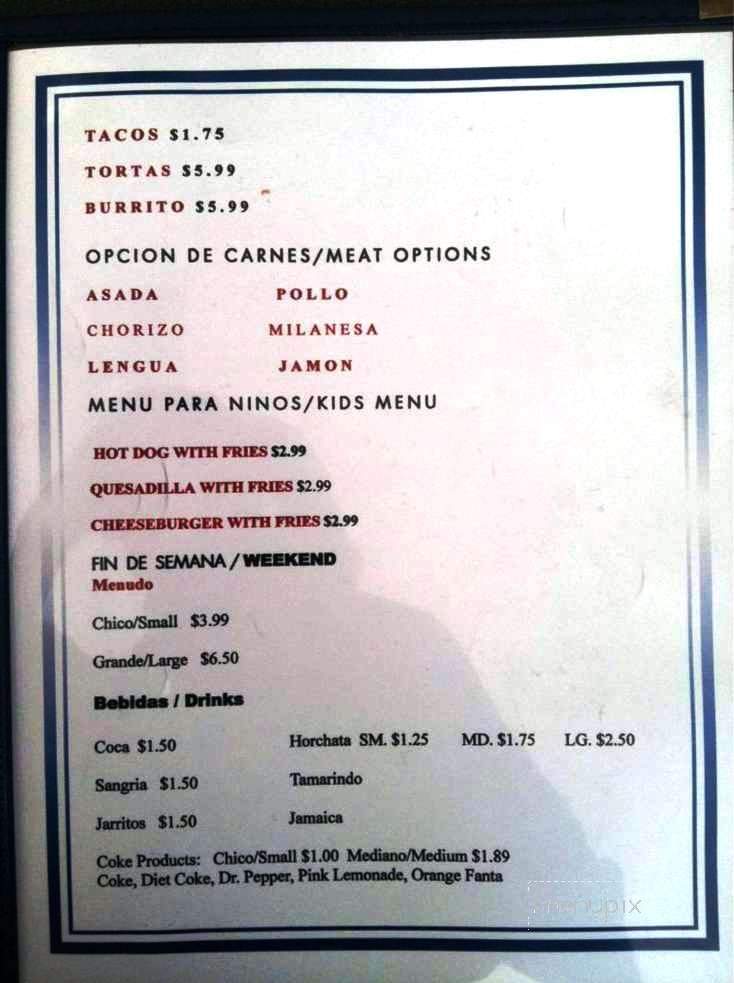 TACOS $1.75
TORTAS $5.99
BURRITO $5.99
OPCION DE CARNES/MEAT OPTIONS
ASADA POLLO
CHORIZO MILANESA
LENGUA JAMON
MENU PARA NINOS/KIDS MENU
HOT DOG WITH FRIES $2.99
QUESADILLA WITH FRIES $2.99
CHEESEBURGER WITH FRIES $2.99
FIN DE SEMANA / WEEKEND
Menudo
Chico/Small $3.99
Grande/Large $6.50
Bebidas / Drinks
Coca $1.50 Horchata SM. $1.25 MD. $1.75 LG. $2.50
Sangria $1.50 Tamarindo
Jarritos $1.50 Jamaica
Coke Products: Chico/Small $1.00 Mediano/Medium $1.89
Coke, Diet Coke, Dr. Pepper, Pink Lemonade, Orange Fanta
menupix